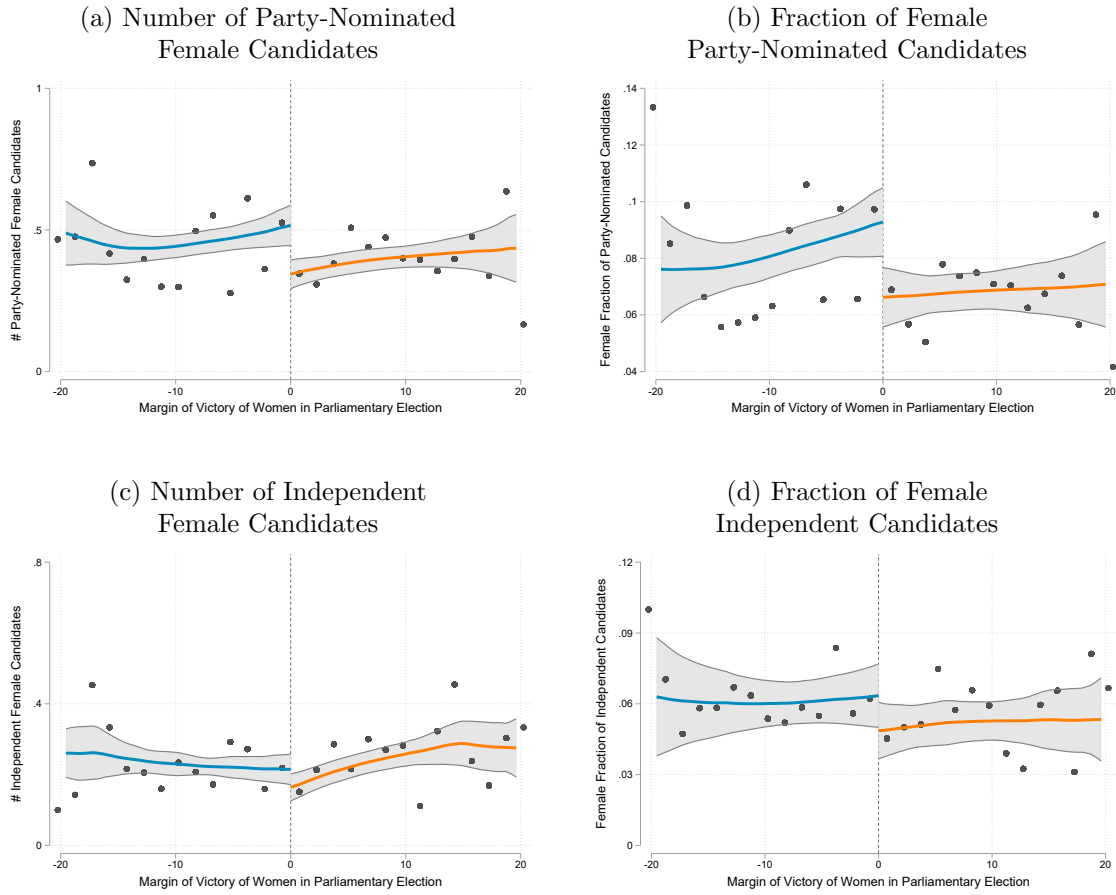 (a) Number of Party-Nominated
Female Candidates
1
.5
0
# Party-Nominated Female Candidates
-20 -10 0 10 20
Margin of Victory of Women in Parliamentary Election
(b) Fraction of Female
Party-Nominated Candidates
.14
.12
.1
.08
.06
.04
Female Fraction of Party-Nominated Candidates
-20 -10 0 10 20
Margin of Victory of Women in Parliamentary Election
(c) Number of Independent
Female Candidates
.8
.4
0
# Independent Female Candidates
-20 -10 0 10 20
Margin of Victory of Women in Parliamentary Election
(d) Fraction of Female
Independent Candidates
.12
.09
.06
.03
0
Female Fraction of Independent Candidates
-20 -10 0 10 20
Margin of Victory of Women in Parliamentary Election